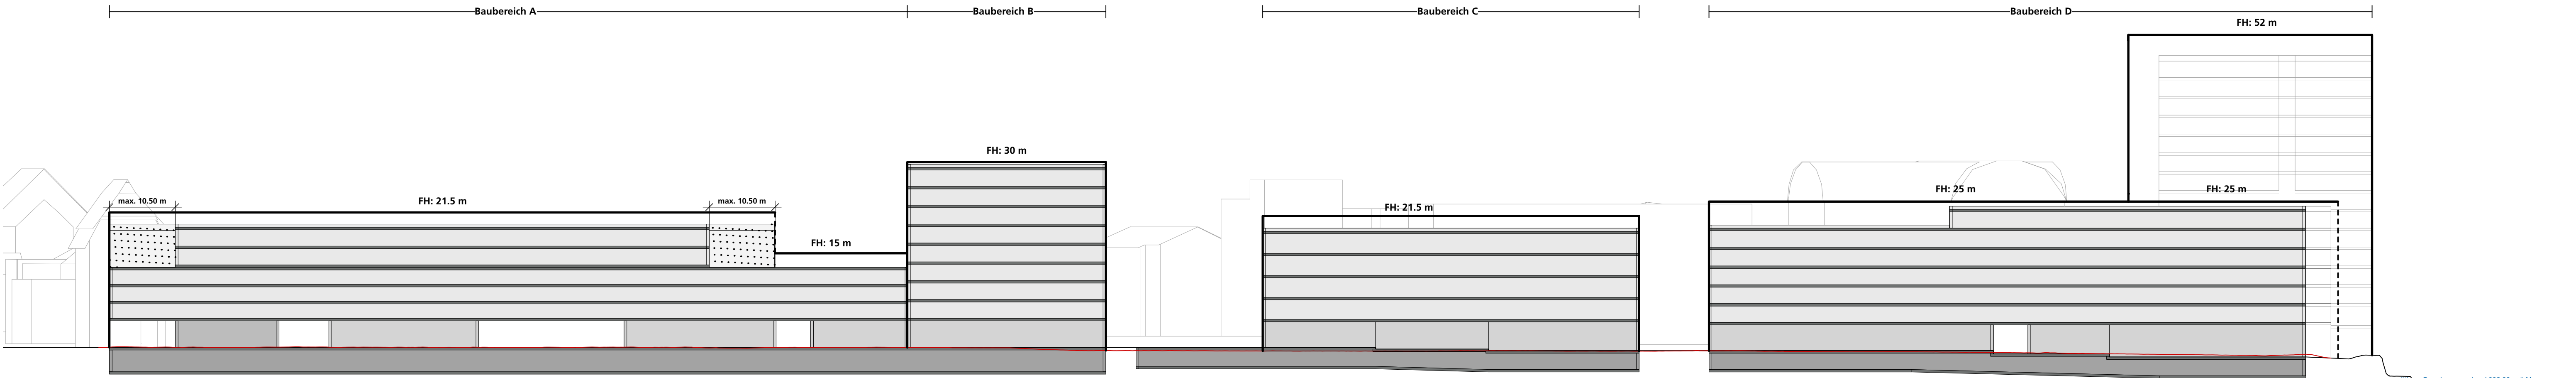 Baubereich A
Baubereich B
Baubereich C
Baubereich D
FH: 52 m
FH: 30 m
FH: 25 m
FH: 25 m
max. 10.50 m
FH: 21.5 m
max. 10.50 m
FH: 21.5 m
FH: 15 m